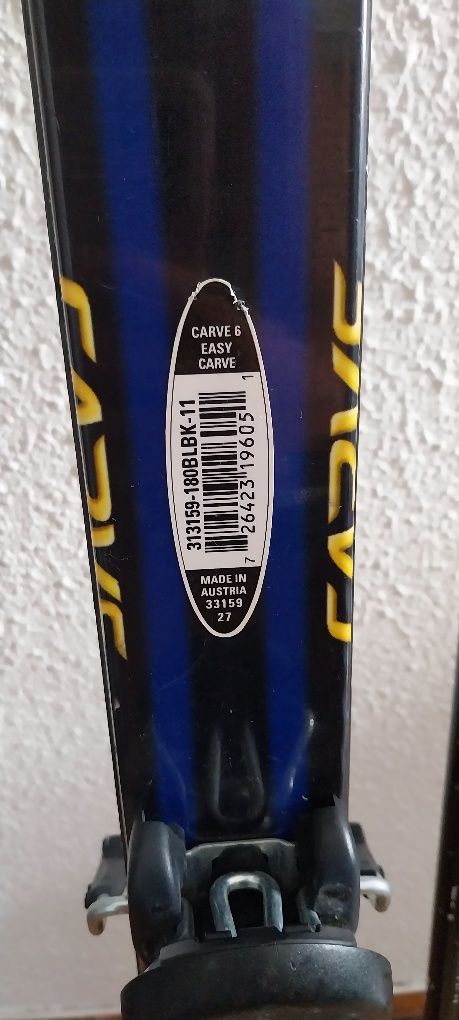 CARVE 6
EASY
CARVE
313159-180BLBK-11
7 26423 19605 1
MADE IN
AUSTRIA
33159
27
CARVE
CARVE